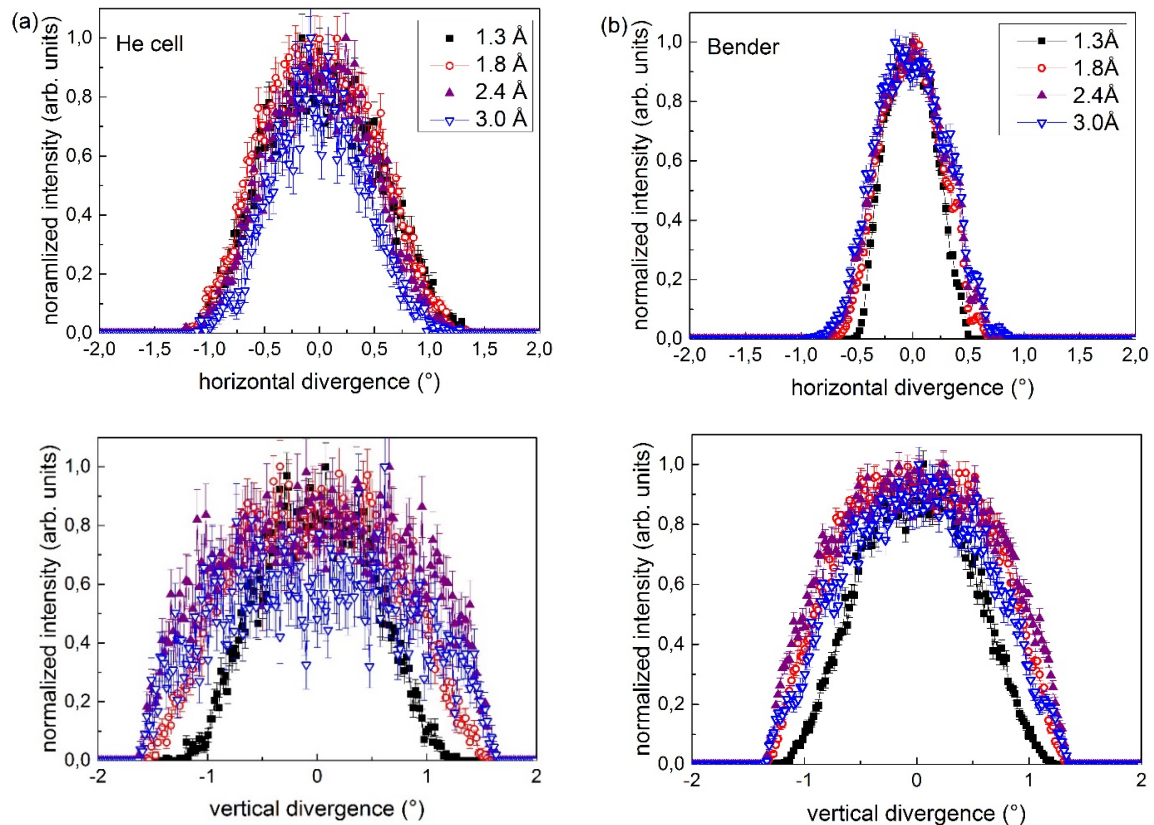 (a)
He cell
1.3 Å
1.8 Å
2.4 Å
3.0 Å
noramlized intensity (arb. units)
1,0
0,8
0,6
0,4
0,2
0,0
-2,0 -1,5 -1,0 -0,5 0,0 0,5 1,0 1,5 2,0
horizontal divergence (°)
(b)
Bender
1.3Å
1.8Å
2.4Å
3.0Å
normalized intensity (arb. units)
1,0
0,8
0,6
0,4
0,2
0,0
-2,0 -1,5 -1,0 -0,5 0,0 0,5 1,0 1,5 2,0
horizontal divergence (°)
normalized intensity (arb. units)
1,0
0,8
0,6
0,4
0,2
0,0
-2 -1 0 1 2
vertical divergence (°)
normalized intensity (arb. units)
1,0
0,8
0,6
0,4
0,2
0,0
-2 -1 0 1 2
vertical divergence (°)